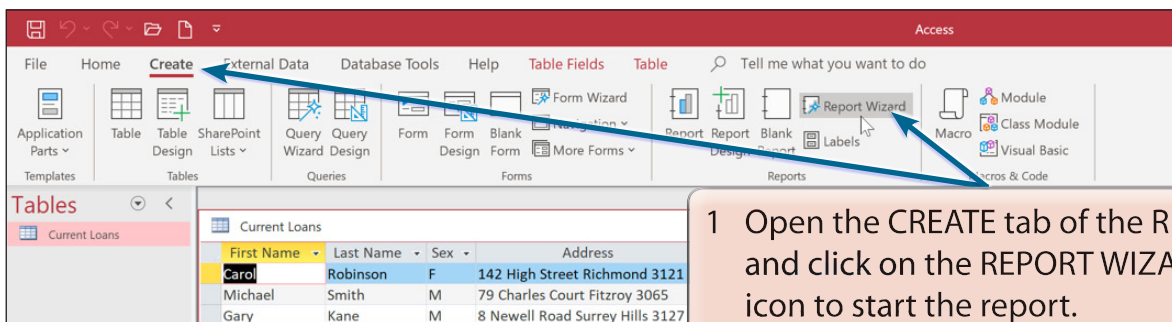 Access
File Home Create External Data Database Tools Help Table Fields Table Tell me what you want to do
Application Parts
Table
Table Design
SharePoint Lists
Query Wizard
Query Design
Form
Form Design
Blank Form
Form Wizard
Navigation
More Forms
Report
Report Design
Blank Report
Report Wizard
Labels
Macro
Module
Class Module
Visual Basic
Templates Tables Queries Forms Reports Macros & Code
Tables
Current Loans
Current Loans
First Name Last Name Sex Address
Carol Robinson F 142 High Street Richmond 3121
Michael Smith M 79 Charles Court Fitzroy 3065
Gary Kane M 8 Newell Road Surrey Hills 3127
1 Open the CREATE tab of the R
and click on the REPORT WIZA
icon to start the report.